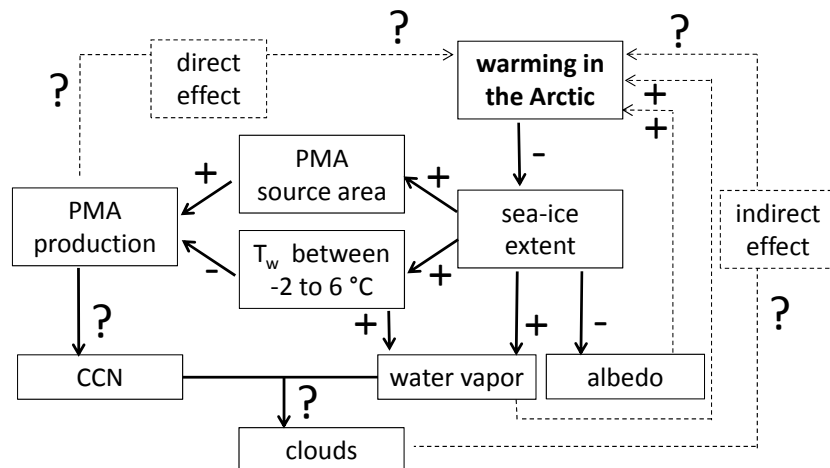 ?
?
direct
effect
?
warming in
the Arctic
?
+
+
-
PMA
source area
+
+
PMA
production
sea-ice
extent
indirect
effect
T_w between
-2 to 6 °C
-
+
?
+
+
-
?
CCN
water vapor
albedo
?
clouds